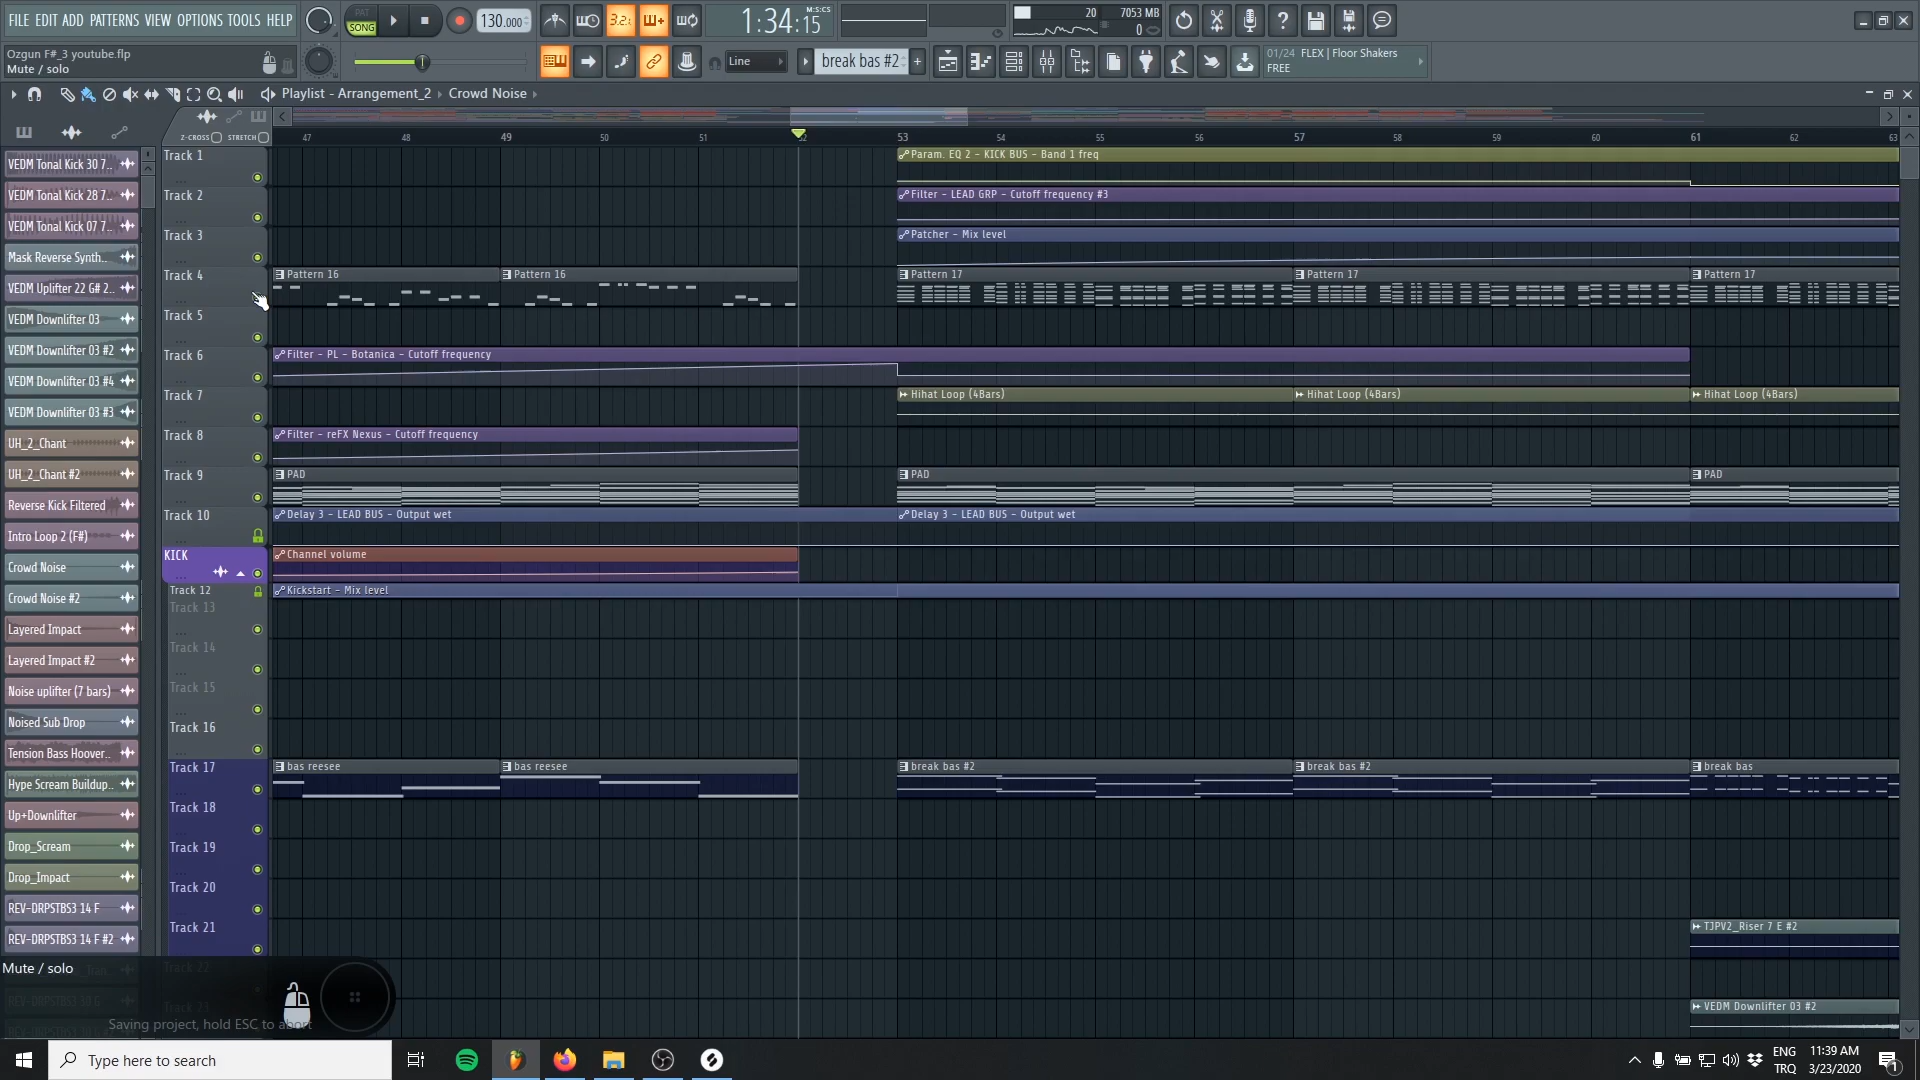 FILE EDIT ADD PATTERNS VIEW OPTIONS TOOLS HELP
PAT
SONG
130.000
3.2.
1:34:15
M:S:CS
20
7053 MB
0
Ozgun F#_3 youtube.flp
Mute / solo
Line
break bas #2
01/24 FLEX | Floor Shakers
FREE
Playlist - Arrangement_2 › Crowd Noise ›
Z-CROSS
STRETCH
47
48
49
50
51
52
53
54
55
56
57
58
59
60
61
62
63
VEDM Tonal Kick 30 7..
VEDM Tonal Kick 28 7..
VEDM Tonal Kick 07 7..
Mask Reverse Synth..
VEDM Uplifter 22 G# 2..
VEDM Downlifter 03
VEDM Downlifter 03 #2
VEDM Downlifter 03 #4
VEDM Downlifter 03 #3
UH_2_Chant
UH_2_Chant #2
Reverse Kick Filtered
Intro Loop 2 (F#)
Crowd Noise
Crowd Noise #2
Layered Impact
Layered Impact #2
Noise uplifter (7 bars)
Noised Sub Drop
Tension Bass Hoover..
Hype Scream Buildup..
Up+Downlifter
Drop_Scream
Drop_Impact
REV-DRPSTBS3 14 F
REV-DRPSTBS3 14 F #2
Track 1
Param. EQ 2 - KICK BUS - Band 1 freq
Track 2
Filter - LEAD GRP - Cutoff frequency #3
Track 3
Patcher - Mix level
Track 4
Pattern 16
Pattern 16
Pattern 17
Pattern 17
Pattern 17
Track 5
Track 6
Filter - PL - Botanica - Cutoff frequency
Track 7
Hihat Loop (4Bars)
Hihat Loop (4Bars)
Hihat Loop (4Bars)
Track 8
Filter - reFX Nexus - Cutoff frequency
Track 9
PAD
PAD
PAD
Track 10
Delay 3 - LEAD BUS - Output wet
Delay 3 - LEAD BUS - Output wet
KICK
Channel volume
Track 12
Kickstart - Mix level
Track 13
Track 14
Track 15
Track 16
Track 17
bas reesee
bas reesee
break bas #2
break bas #2
break bas
Track 18
Track 19
Track 20
Track 21
TJPV2_Riser 7 E #2
Track 22
VEDM Downlifter 03 #2
Mute / solo
Saving project, hold ESC to abort
Type here to search
ENG
TRQ
11:39 AM
3/23/2020
1